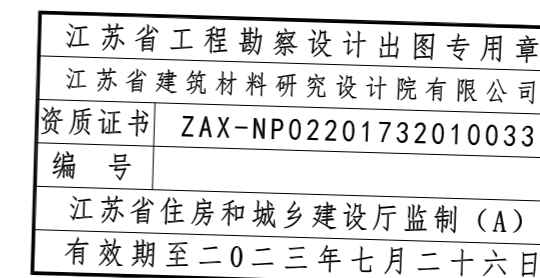 江苏省工程勘察设计出图专用章
江苏省建筑材料研究设计院有限公司
资质证书 ZAX-NP02201732010033
编号
江苏省住房和城乡建设厅监制（A）
有效期至二0二三年七月二十六日